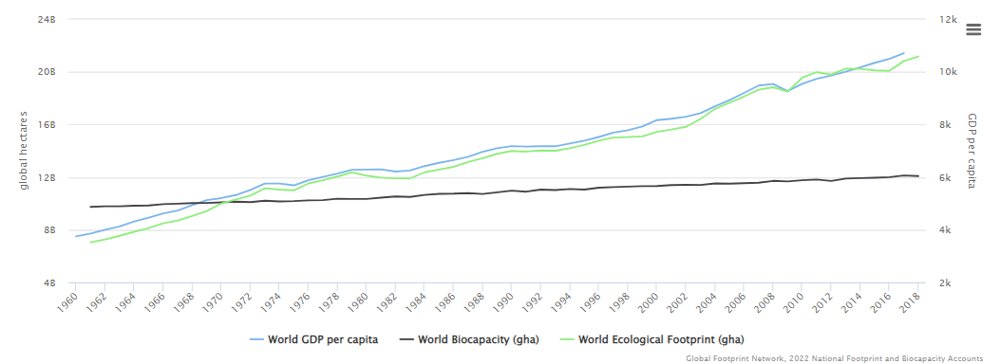 24B
20B
16B
12B
8B
4B
global hectares
12k
10k
8k
6k
4k
2k
GDP per capita
1960 1962 1964 1966 1968 1970 1972 1974 1976 1978 1980 1982 1984 1986 1988 1990 1992 1994 1996 1998 2000 2002 2004 2006 2008 2010 2012 2014 2016 2018
World GDP per capita World Biocapacity (gha) World Ecological Footprint (gha)
Global Footprint Network, 2022 National Footprint and Biocapacity Accounts